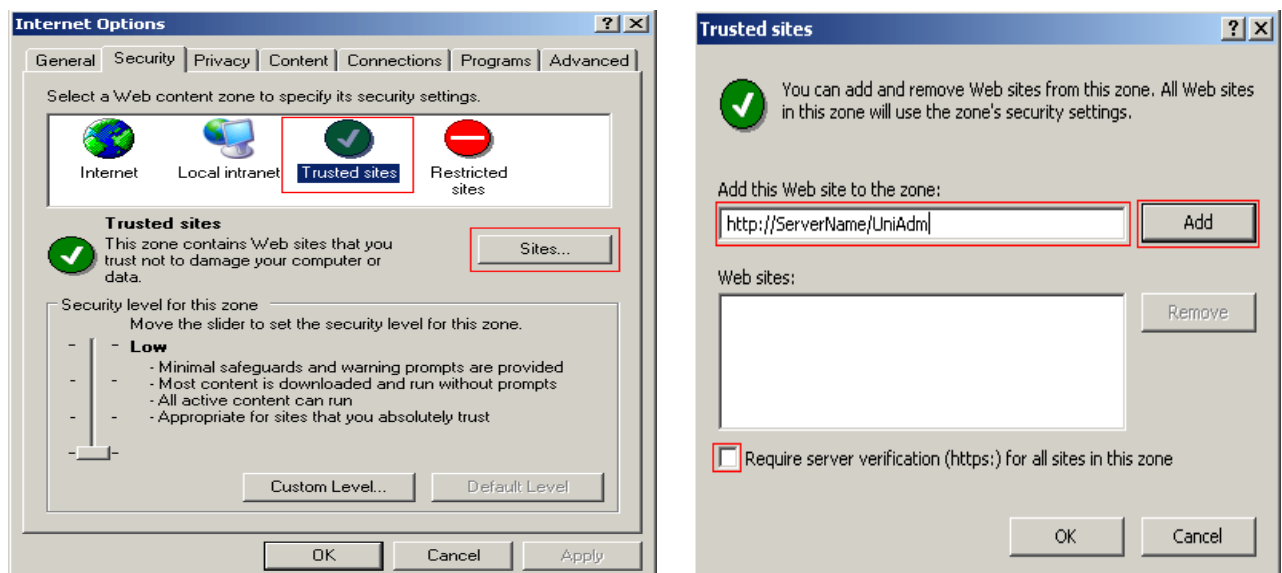 Internet Options
General Security Privacy Content Connections Programs Advanced
Select a Web content zone to specify its security settings.
Internet Local intranet Trusted sites Restricted
sites
Trusted sites
This zone contains Web sites that you
trust not to damage your computer or
data.
Sites...
Security level for this zone
Move the slider to set the security level for this zone.
Low
- Minimal safeguards and warning prompts are provided
- Most content is downloaded and run without prompts
- All active content can run
- Appropriate for sites that you absolutely trust
Custom Level... Default Level
OK Cancel Apply
Trusted sites
You can add and remove Web sites from this zone. All Web sites
in this zone will use the zone's security settings.
Add this Web site to the zone:
http://ServerName/UniAdm Add
Web sites:
Remove
Require server verification (https:) for all sites in this zone
OK Cancel